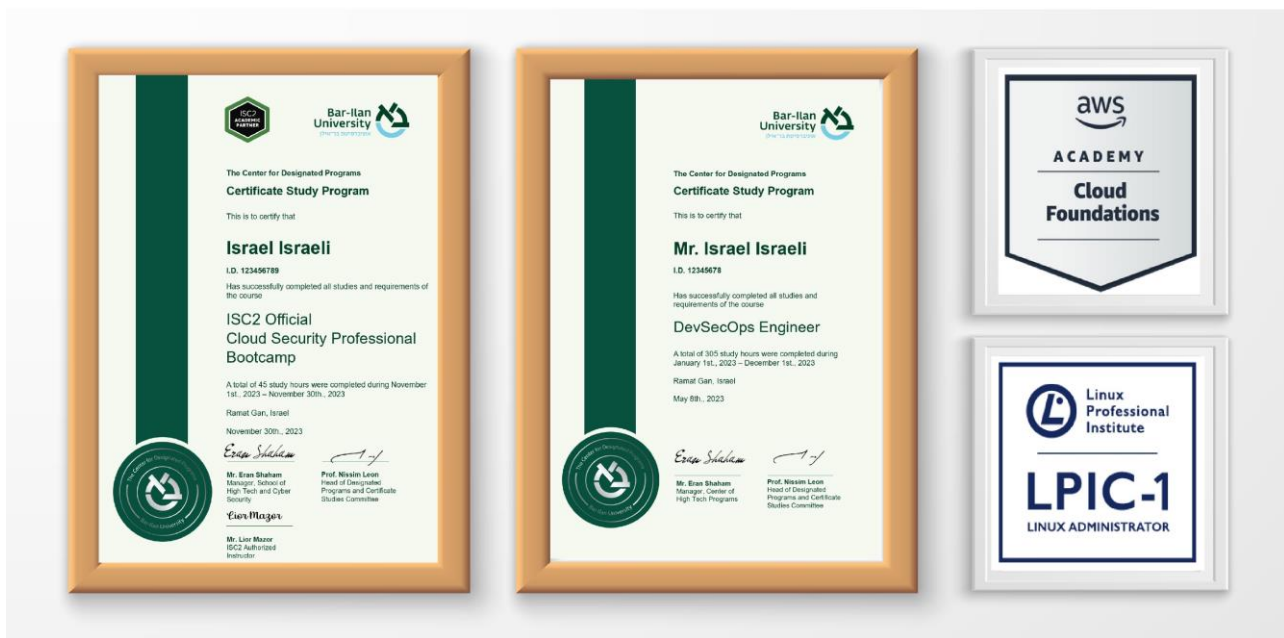 ISC2
ACADEMIC
PARTNER
Bar-Ilan
University
אוניברסיטת בר-אילן
The Center for Designated Programs
Certificate Study Program
This is to certify that
Israel Israeli
I.D. 123456789
Has successfully completed all studies and requirements of
the course
ISC2 Official
Cloud Security Professional
Bootcamp
A total of 45 study hours were completed during November
1st., 2023 – November 30th., 2023
Ramat Gan, Israel
November 30th., 2023
Eran Shaham
Mr. Eran Shaham
Manager, School of
High Tech and Cyber
Security
Prof. Nissim Leon
Head of Designated
Programs and Certificate
Studies Committee
Lior Mazor
Mr. Lior Mazor
ISC2 Authorized
Instructor
The Center for Designated Programs
Bar-Ilan University
Bar-Ilan
University
אוניברסיטת בר-אילן
The Center for Designated Programs
Certificate Study Program
This is to certify that
Mr. Israel Israeli
I.D. 12345678
Has successfully completed all studies and
requirements of the course
DevSecOps Engineer
A total of 305 study hours were completed during
January 1st., 2023 – December 1st., 2023
Ramat Gan, Israel
May 8th., 2023
Eran Shaham
Mr. Eran Shaham
Manager, Center of
High Tech Programs
Prof. Nissim Leon
Head of Designated
Programs and Certificate
Studies Committee
The Center for Designated Programs
Bar-Ilan University
aws
ACADEMY
Cloud
Foundations
Linux
Professional
Institute
LPIC-1
LINUX ADMINISTRATOR